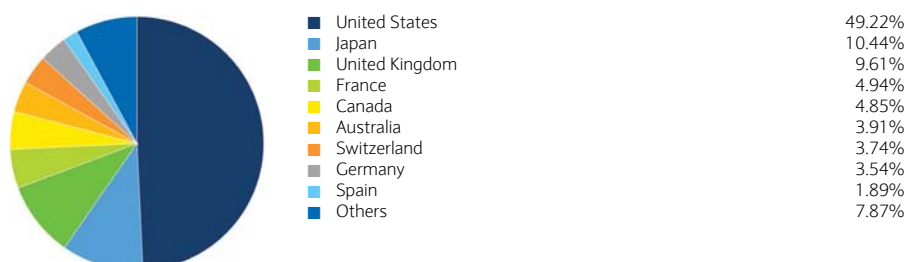 United States 49.22%
Japan 10.44%
United Kingdom 9.61%
France 4.94%
Canada 4.85%
Australia 3.91%
Switzerland 3.74%
Germany 3.54%
Spain 1.89%
Others 7.87%